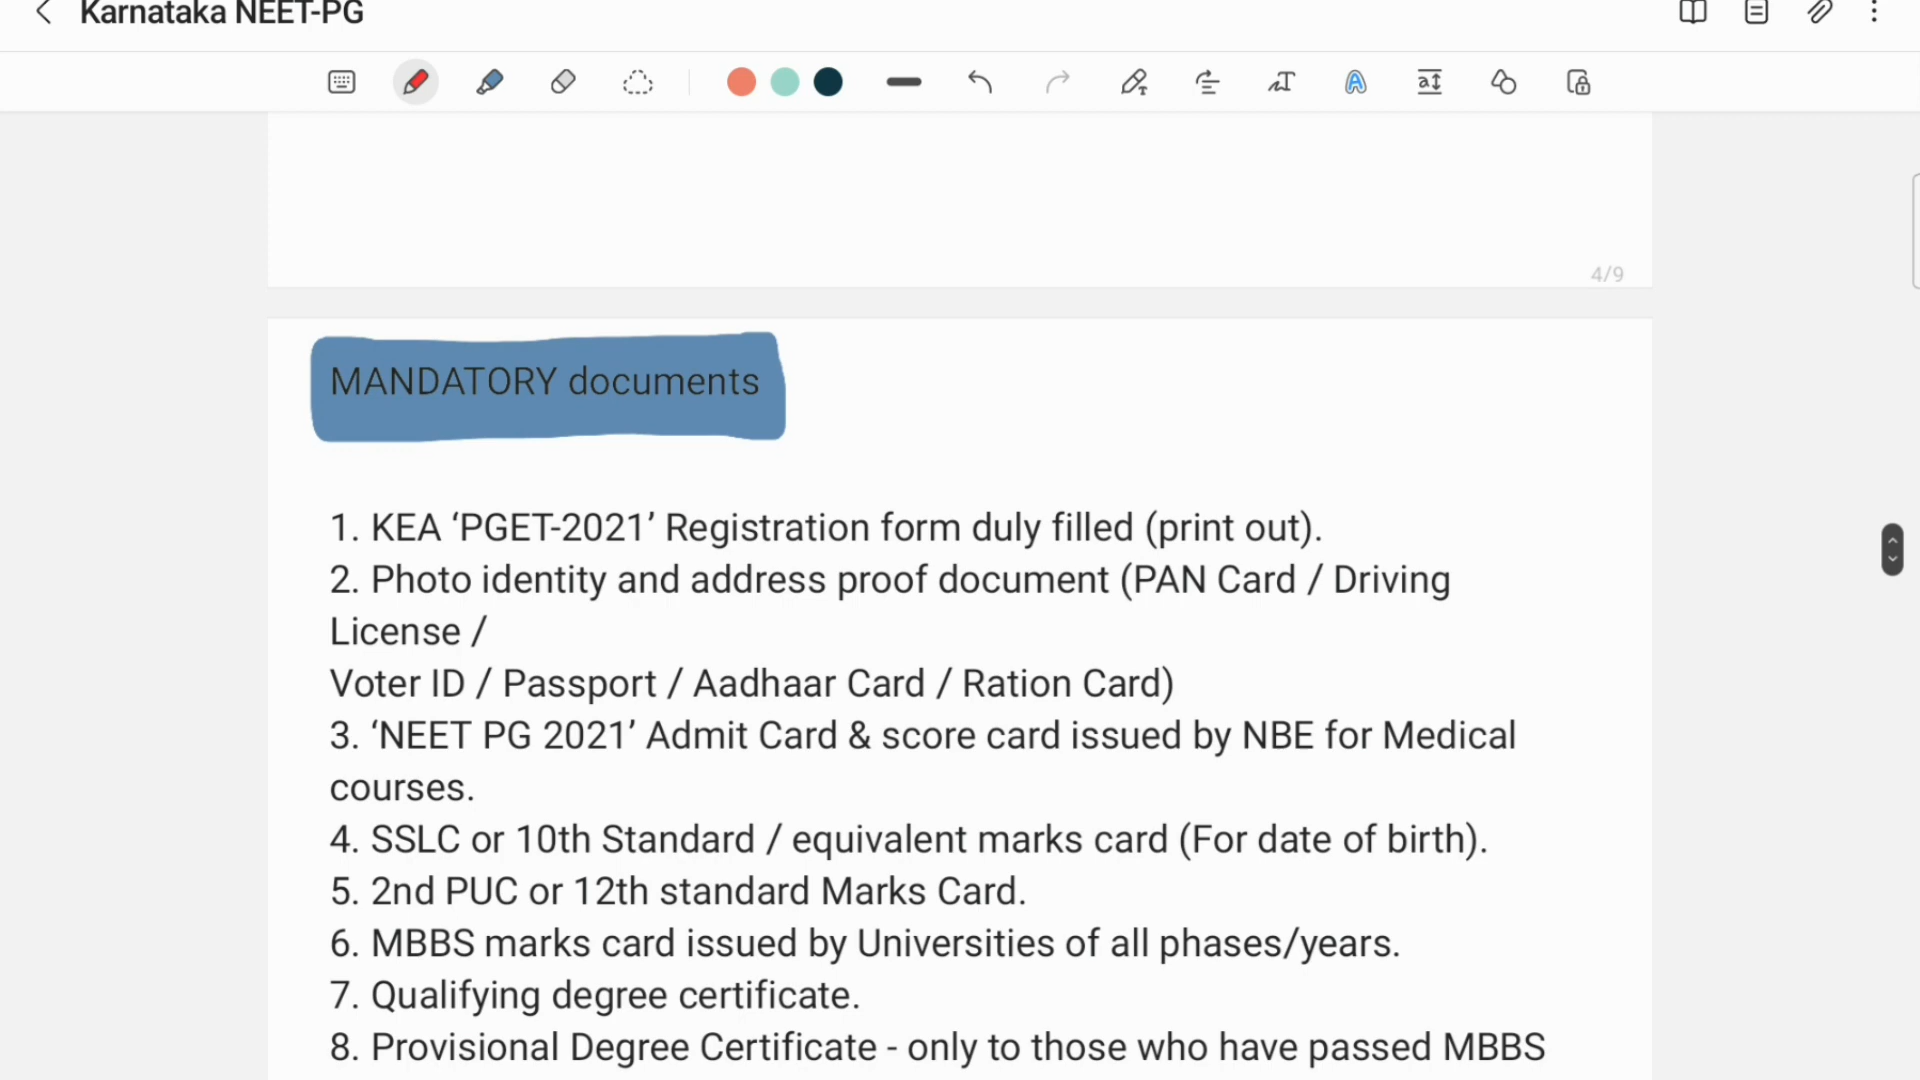 Karnataka NEET-PG
4/9
MANDATORY documents
1. KEA ‘PGET-2021’ Registration form duly filled (print out).
2. Photo identity and address proof document (PAN Card / Driving
License /
Voter ID / Passport / Aadhaar Card / Ration Card)
3. ‘NEET PG 2021’ Admit Card & score card issued by NBE for Medical
courses.
4. SSLC or 10th Standard / equivalent marks card (For date of birth).
5. 2nd PUC or 12th standard Marks Card.
6. MBBS marks card issued by Universities of all phases/years.
7. Qualifying degree certificate.
8. Provisional Degree Certificate - only to those who have passed MBBS